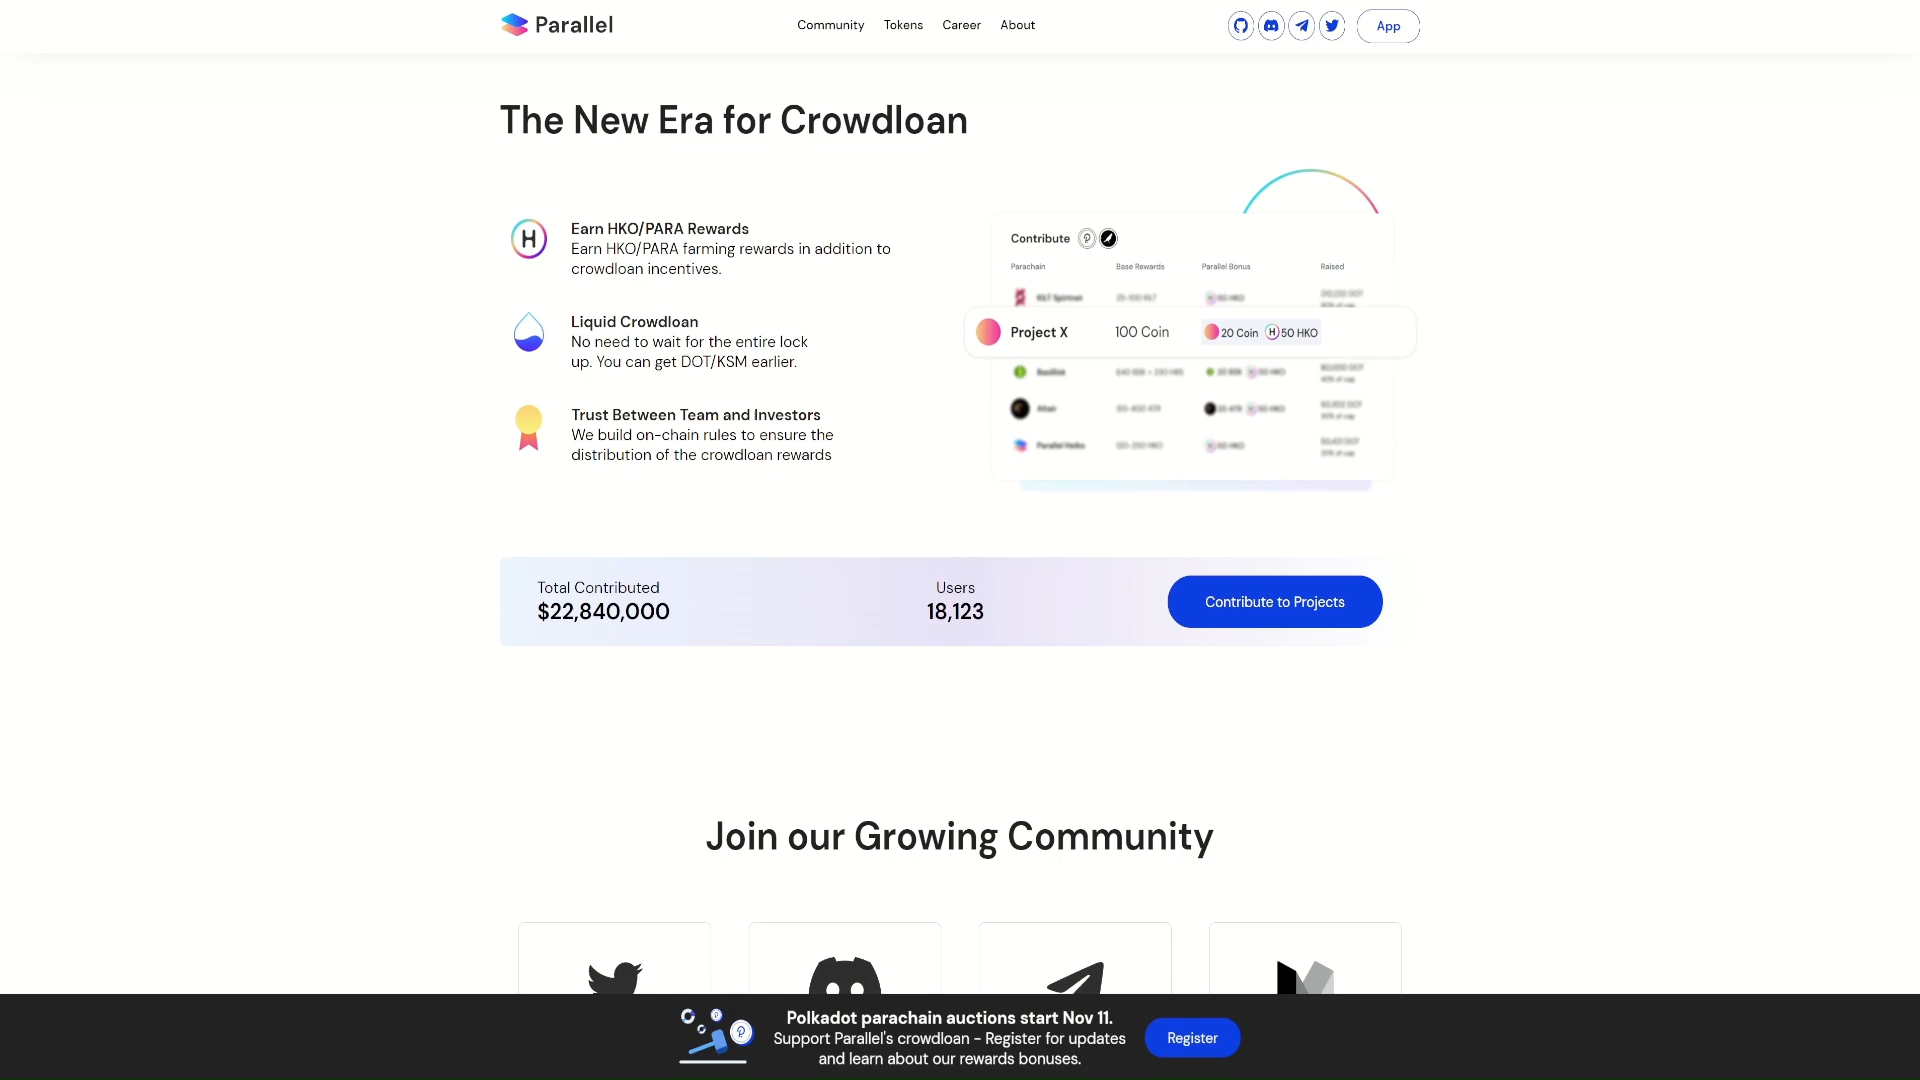 Parallel
Community
Tokens
Career
About
App
The New Era for Crowdloan
Earn HKO/PARA Rewards
Earn HKO/PARA farming rewards in addition to
crowdloan incentives.
Liquid Crowdloan
No need to wait for the entire lock
up. You can get DOT/KSM earlier.
Trust Between Team and Investors
We build on-chain rules to ensure the
distribution of the crowdloan rewards
Contribute
Parachain Base Rewards Parallel Bonus Raised
Project X 100 Coin 20 Coin H 50 HKO
Total Contributed
$22,840,000
Users
18,123
Contribute to Projects
Join our Growing Community
Polkadot parachain auctions start Nov 11.
Support Parallel's crowdloan - Register for updates
and learn about our rewards bonuses.
Register